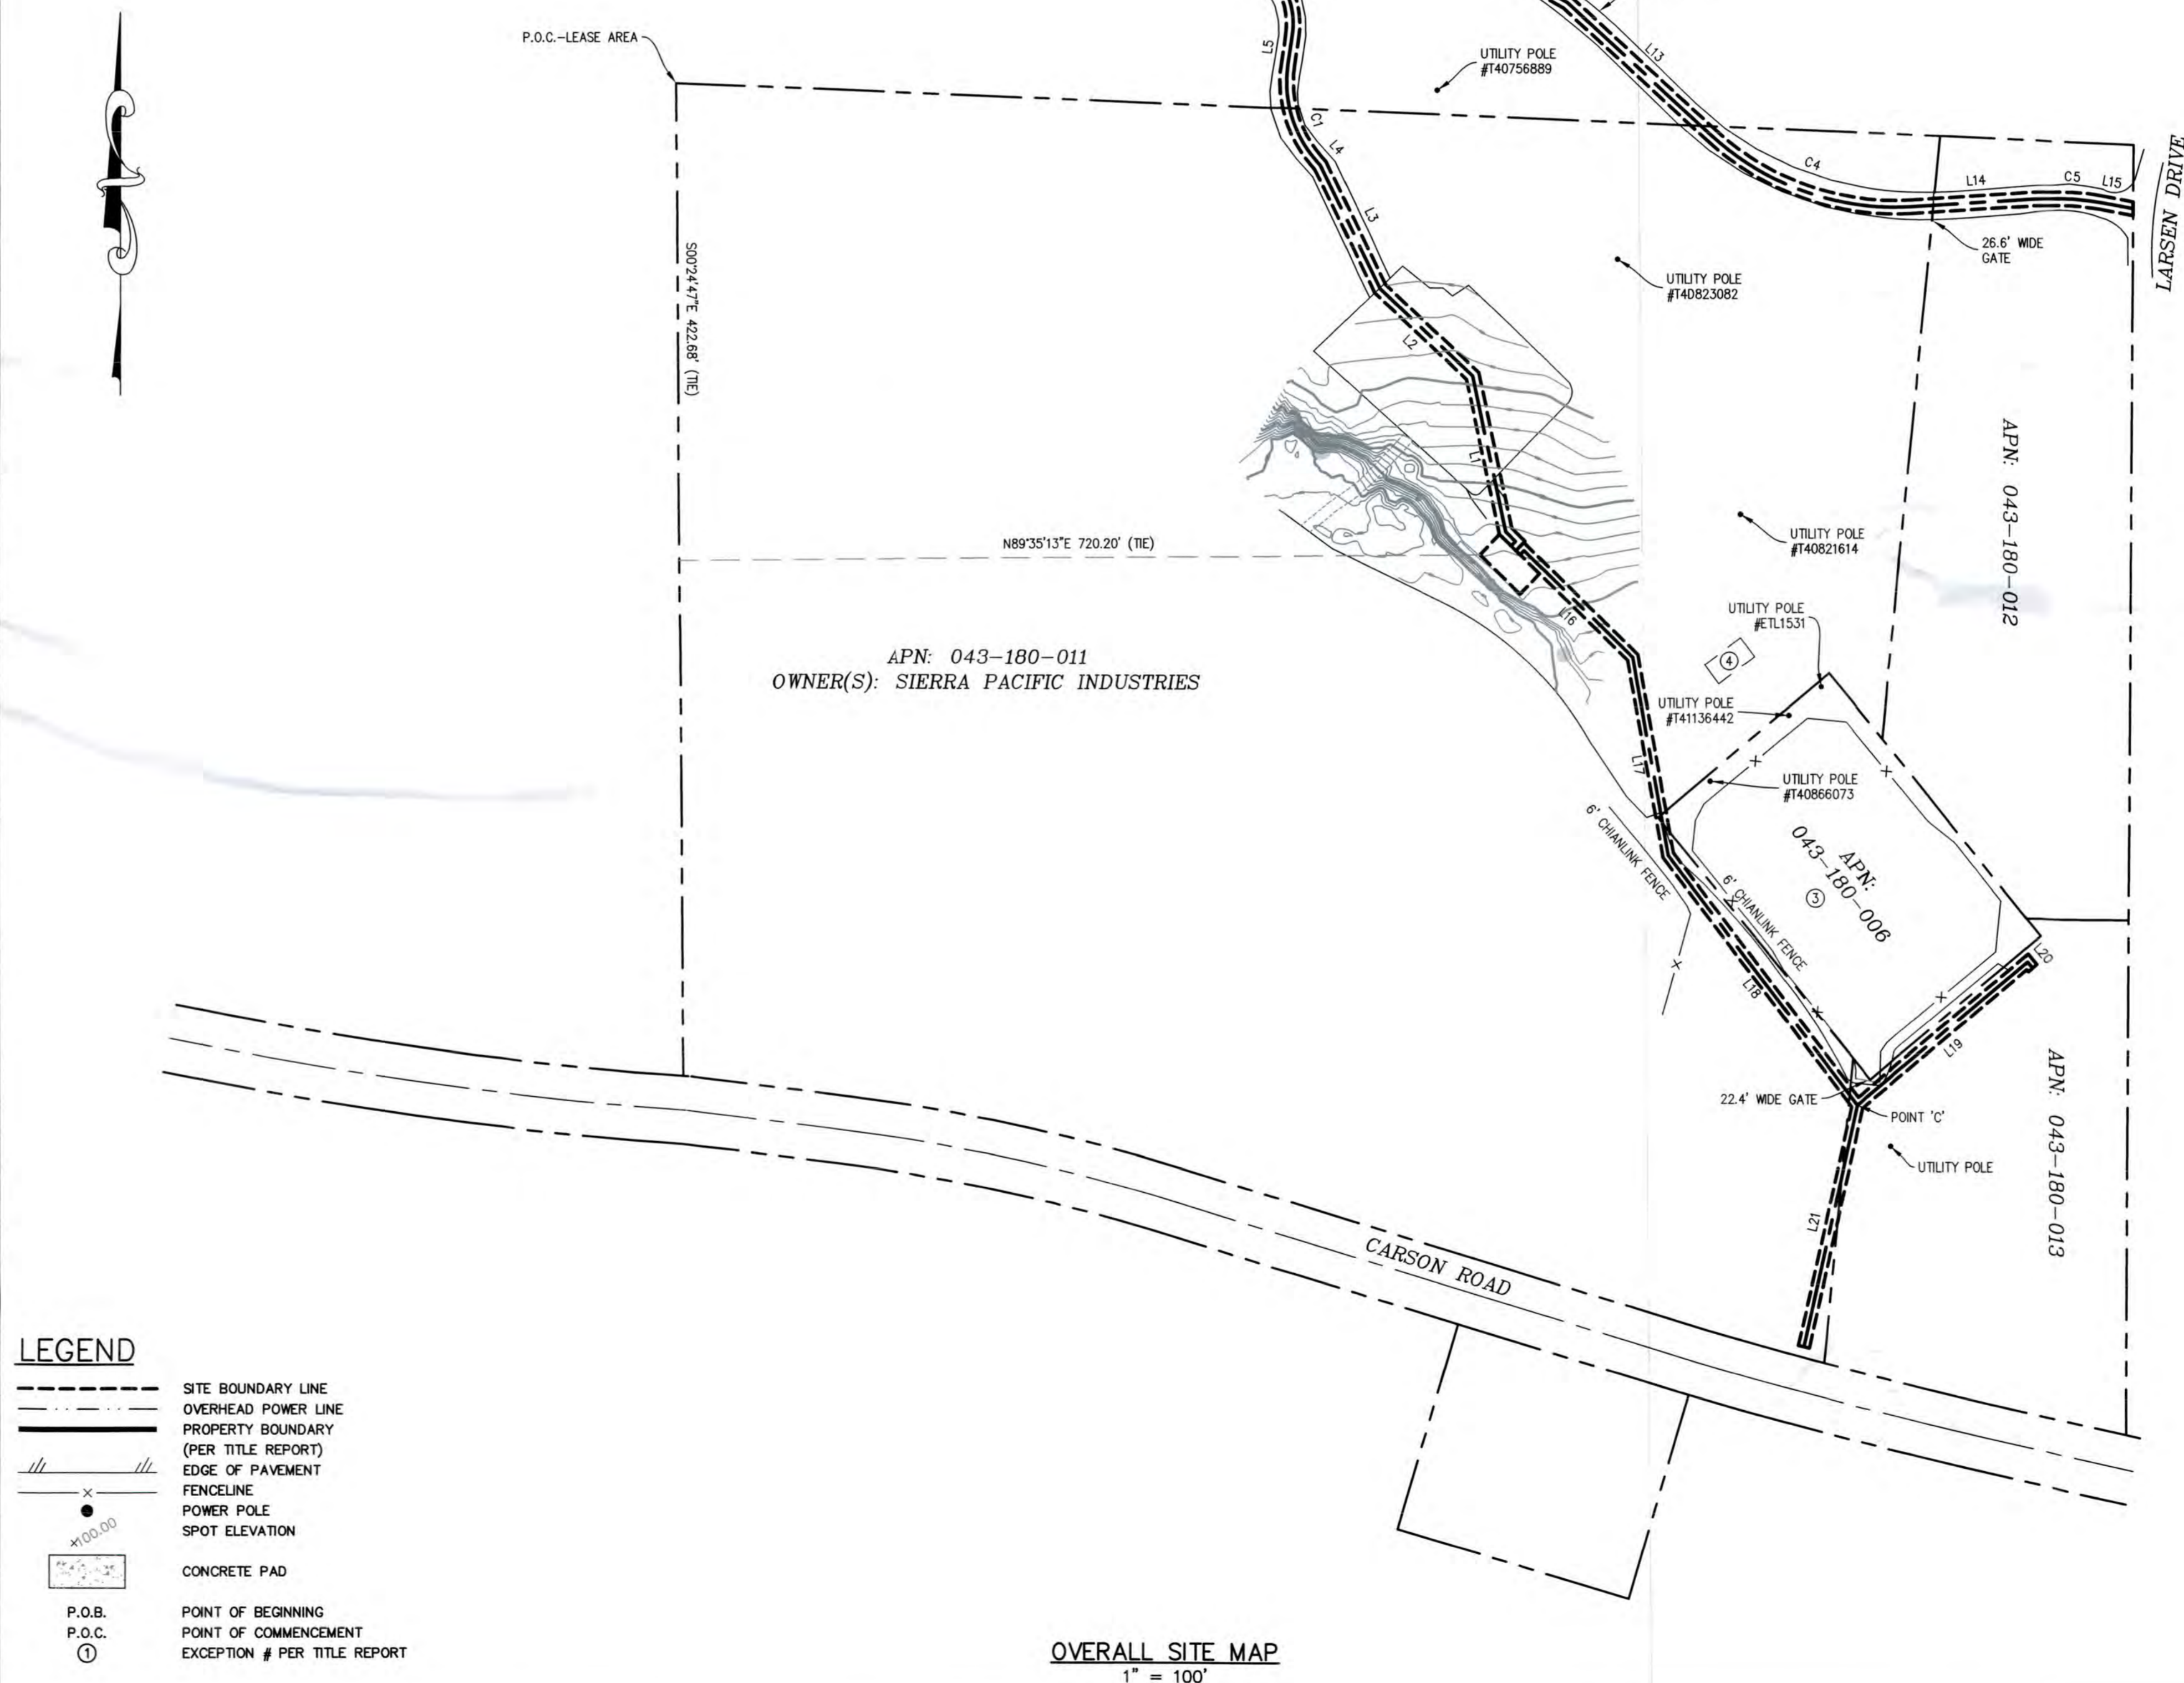 P.O.C.-LEASE AREA
L5
UTILITY POLE
#T40756889
L13
C1
L4
L3
C4
L14
C5
L15
LARSEN DRIVE
26.6' WIDE
GATE
UTILITY POLE
#T4D823082
S00°24'47"E 422.68' (TIE)
L2
L1
APN: 043-180-012
UTILITY POLE
#T40821614
N89°35'13"E 720.20' (TIE)
L16
UTILITY POLE
#ETL1531
4
APN: 043-180-011
OWNER(S): SIERRA PACIFIC INDUSTRIES
UTILITY POLE
#T41136442
L17
UTILITY POLE
#T40866073
6' CHIANLINK FENCE
APN:
043-180-006
3
6' CHIANLINK FENCE
L20
L18
L19
22.4' WIDE GATE
POINT 'C'
UTILITY POLE
APN: 043-180-013
L21
CARSON ROAD
LEGEND
SITE BOUNDARY LINE
OVERHEAD POWER LINE
PROPERTY BOUNDARY
(PER TITLE REPORT)
EDGE OF PAVEMENT
FENCELINE
POWER POLE
x100.00 SPOT ELEVATION
CONCRETE PAD
P.O.B. POINT OF BEGINNING
P.O.C. POINT OF COMMENCEMENT
1 EXCEPTION # PER TITLE REPORT
OVERALL SITE MAP
1" = 100'